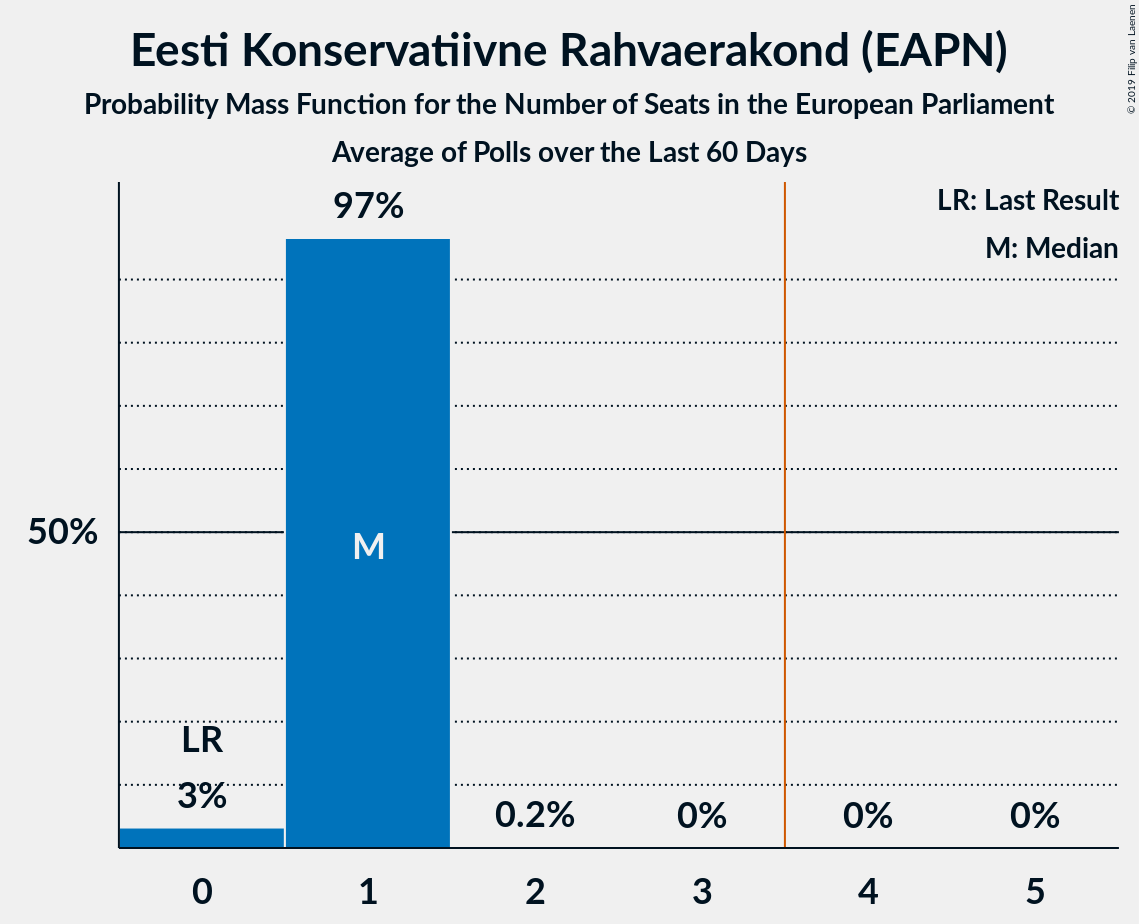 Eesti Konservatiivne Rahvaerakond (EAPN)
Probability Mass Function for the Number of Seats in the European Parliament
Average of Polls over the Last 60 Days
© 2019 Filip van Laenen
LR: Last Result
M: Median
97%
50%
M
LR
3%
0.2%
0%
0%
0%
0
1
2
3
4
5